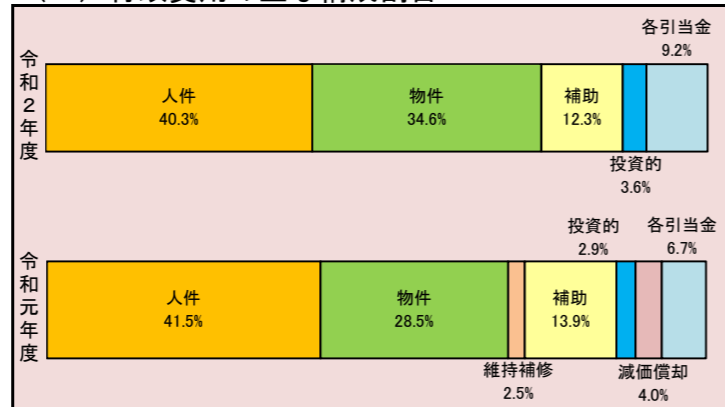 令和２年度
人件
40.3%
物件
34.6%
補助
12.3%
投資的
3.6%
各引当金
9.2%
令和元年度
人件
41.5%
物件
28.5%
維持補修
2.5%
補助
13.9%
投資的
2.9%
減価償却
4.0%
各引当金
6.7%